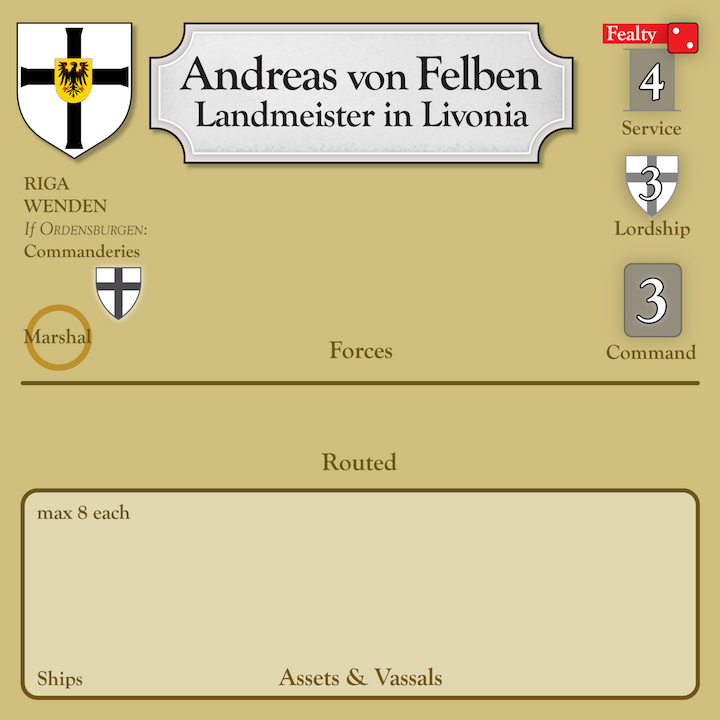 Andreas von Felben
Landmeister in Livonia
Fealty
4
Service
RIGA
WENDEN
If ORDENSBURGEN:
Commanderies
3
Lordship
Marshal
3
Command
Forces
Routed
max 8 each
Ships
Assets & Vassals